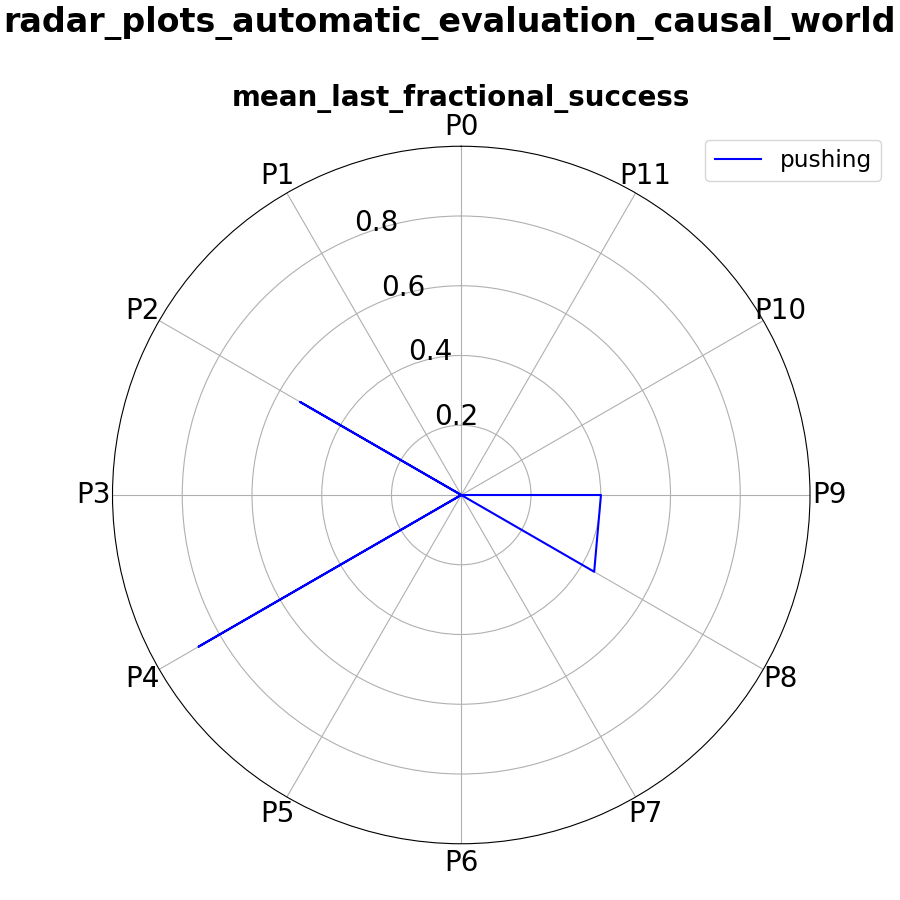 radar_plots_automatic_evaluation_causal_world
mean_last_fractional_success
P0
P1
P11
pushing
0.8
0.6
P2
P10
0.4
0.2
P3
P9
P4
P8
P5
P7
P6